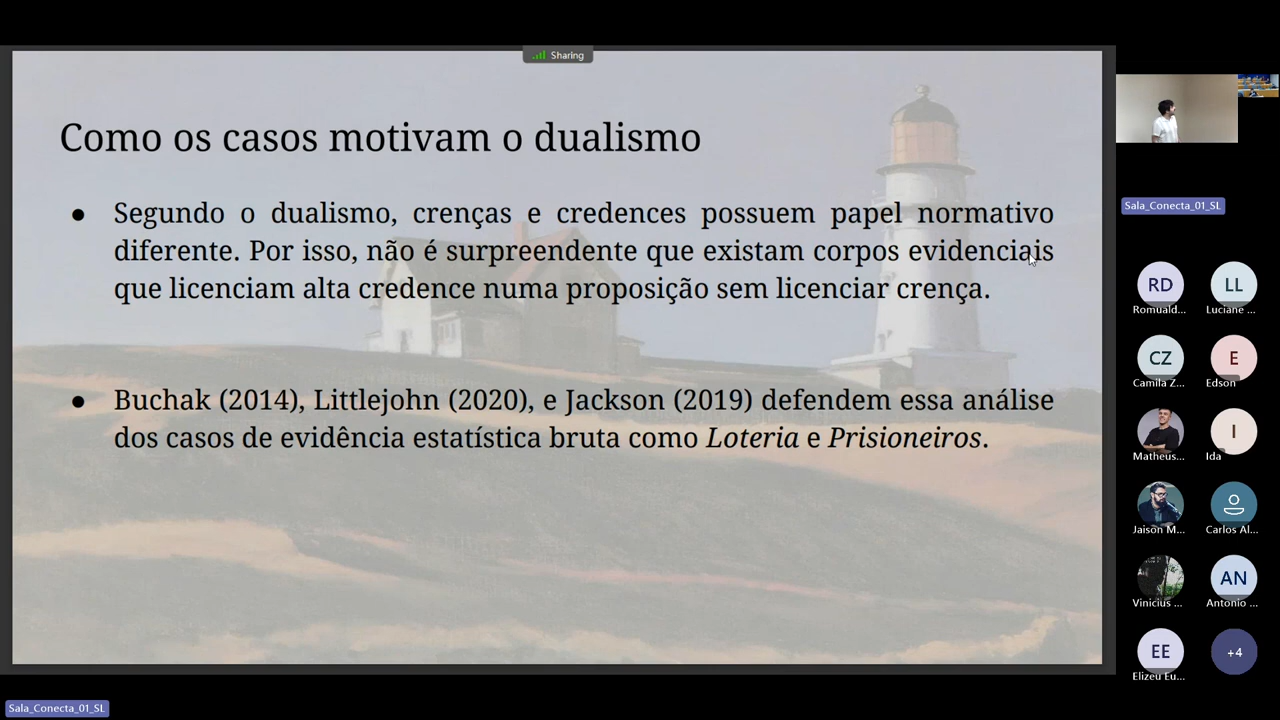 Sharing
Como os casos motivam o dualismo
● Segundo o dualismo, crenças e credences possuem papel normativo
diferente. Por isso, não é surpreendente que existam corpos evidenciais
que licenciam alta credence numa proposição sem licenciar crença.
● Buchak (2014), Littlejohn (2020), e Jackson (2019) defendem essa análise
dos casos de evidência estatística bruta como Loteria e Prisioneiros.
Sala_Conecta_01_SL
RD LL
Romuald... Luciane ...
CZ E
Camila Z... Edson
I
Matheus... Ida
Jaison M... Carlos Al...
AN
Vinicius ... Antonio ...
EE +4
Elizeu Eu...
Sala_Conecta_01_SL